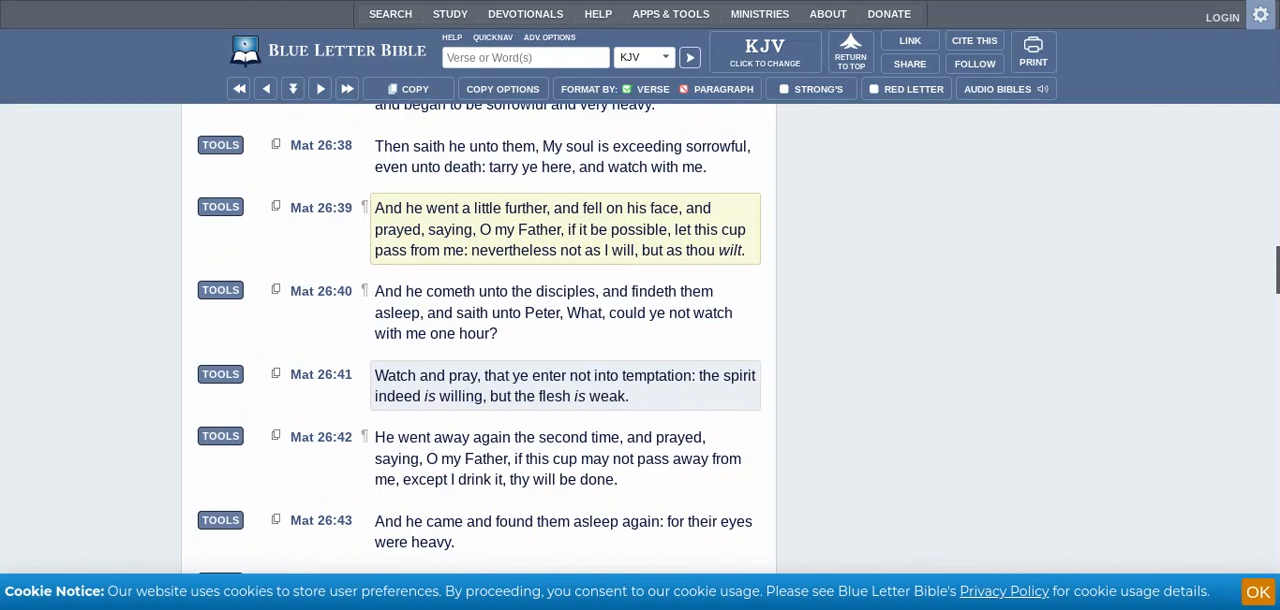 SEARCH STUDY DEVOTIONALS HELP APPS & TOOLS MINISTRIES ABOUT DONATE LOGIN
BLUE LETTER BIBLE
HELP QUICKNAV ADV. OPTIONS
Verse or Word(s) KJV
KJV
CLICK TO CHANGE
RETURN
TO TOP
LINK CITE THIS
SHARE FOLLOW
PRINT
COPY COPY OPTIONS FORMAT BY: VERSE PARAGRAPH STRONG'S RED LETTER AUDIO BIBLES
and began to be sorrowful and very heavy.
TOOLS Mat 26:38 Then saith he unto them, My soul is exceeding sorrowful,
even unto death: tarry ye here, and watch with me.
TOOLS Mat 26:39 ¶ And he went a little further, and fell on his face, and
prayed, saying, O my Father, if it be possible, let this cup
pass from me: nevertheless not as I will, but as thou wilt.
TOOLS Mat 26:40 ¶ And he cometh unto the disciples, and findeth them
asleep, and saith unto Peter, What, could ye not watch
with me one hour?
TOOLS Mat 26:41 Watch and pray, that ye enter not into temptation: the spirit
indeed is willing, but the flesh is weak.
TOOLS Mat 26:42 ¶ He went away again the second time, and prayed,
saying, O my Father, if this cup may not pass away from
me, except I drink it, thy will be done.
TOOLS Mat 26:43 And he came and found them asleep again: for their eyes
were heavy.
Cookie Notice: Our website uses cookies to store user preferences. By proceeding, you consent to our cookie usage. Please see Blue Letter Bible's Privacy Policy for cookie usage details. OK